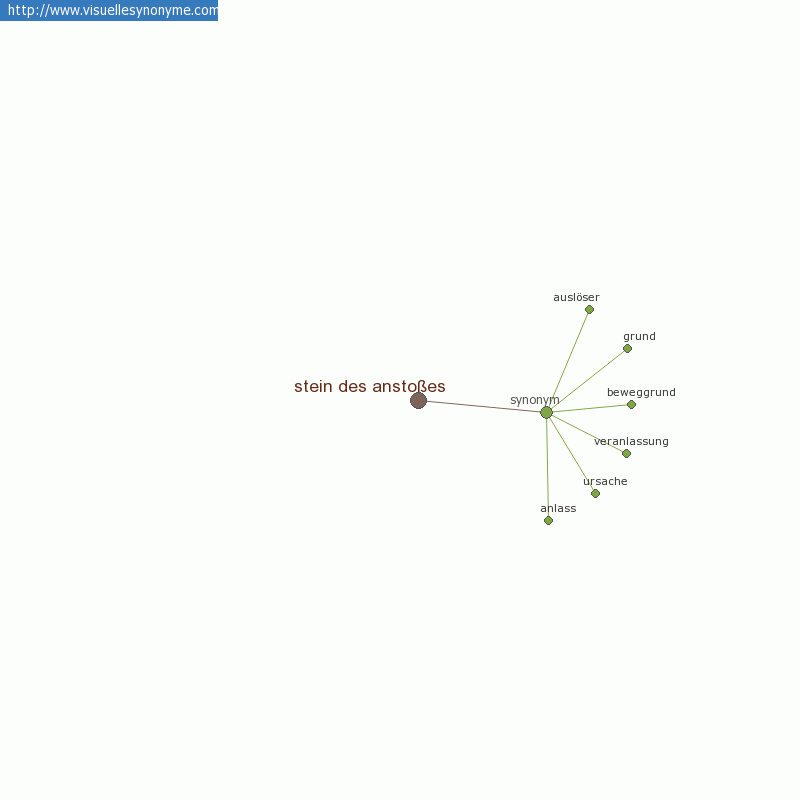 http://www.visuellesynonyme.com
auslöser
grund
stein des anstoßes
beweggrund
synonym
veranlassung
ursache
anlass